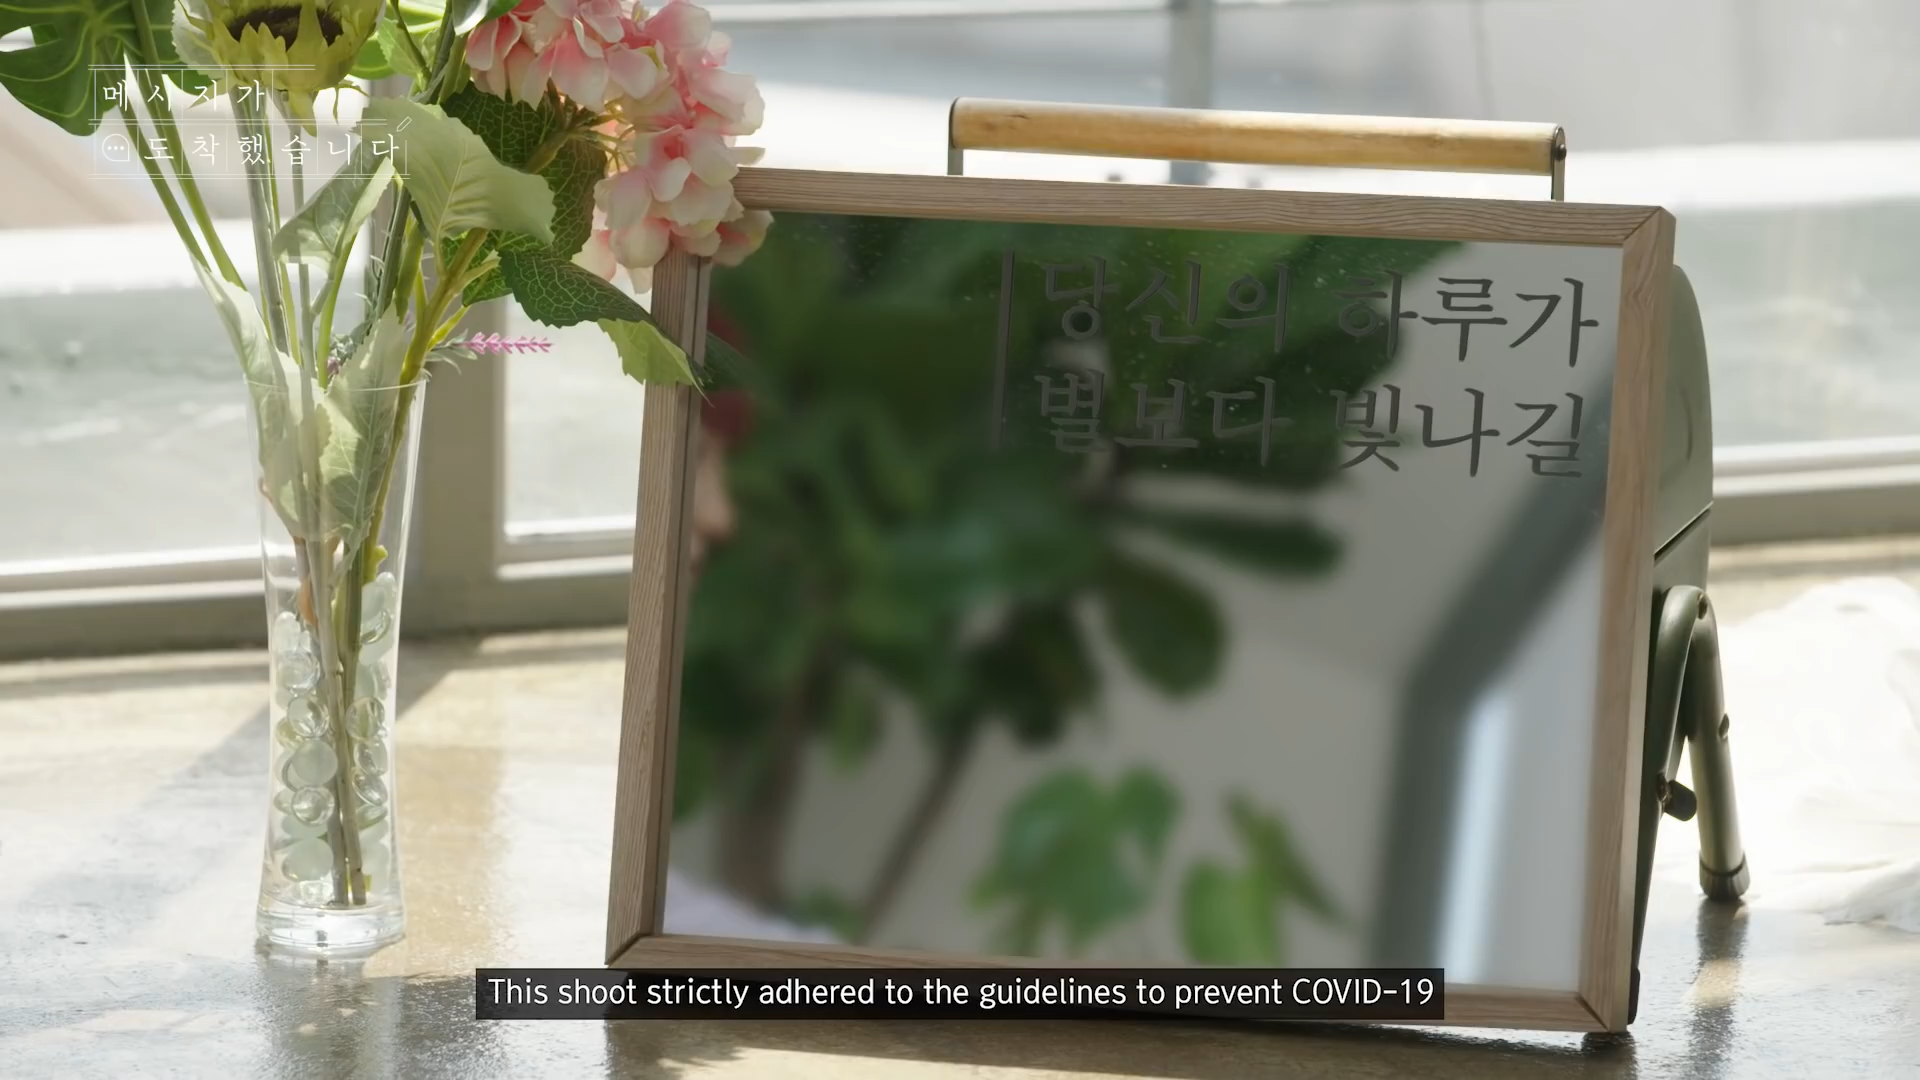 메시지가
도착했습니다
당신의 하루가
별보다 빛나길
This shoot strictly adhered to the guidelines to prevent COVID-19